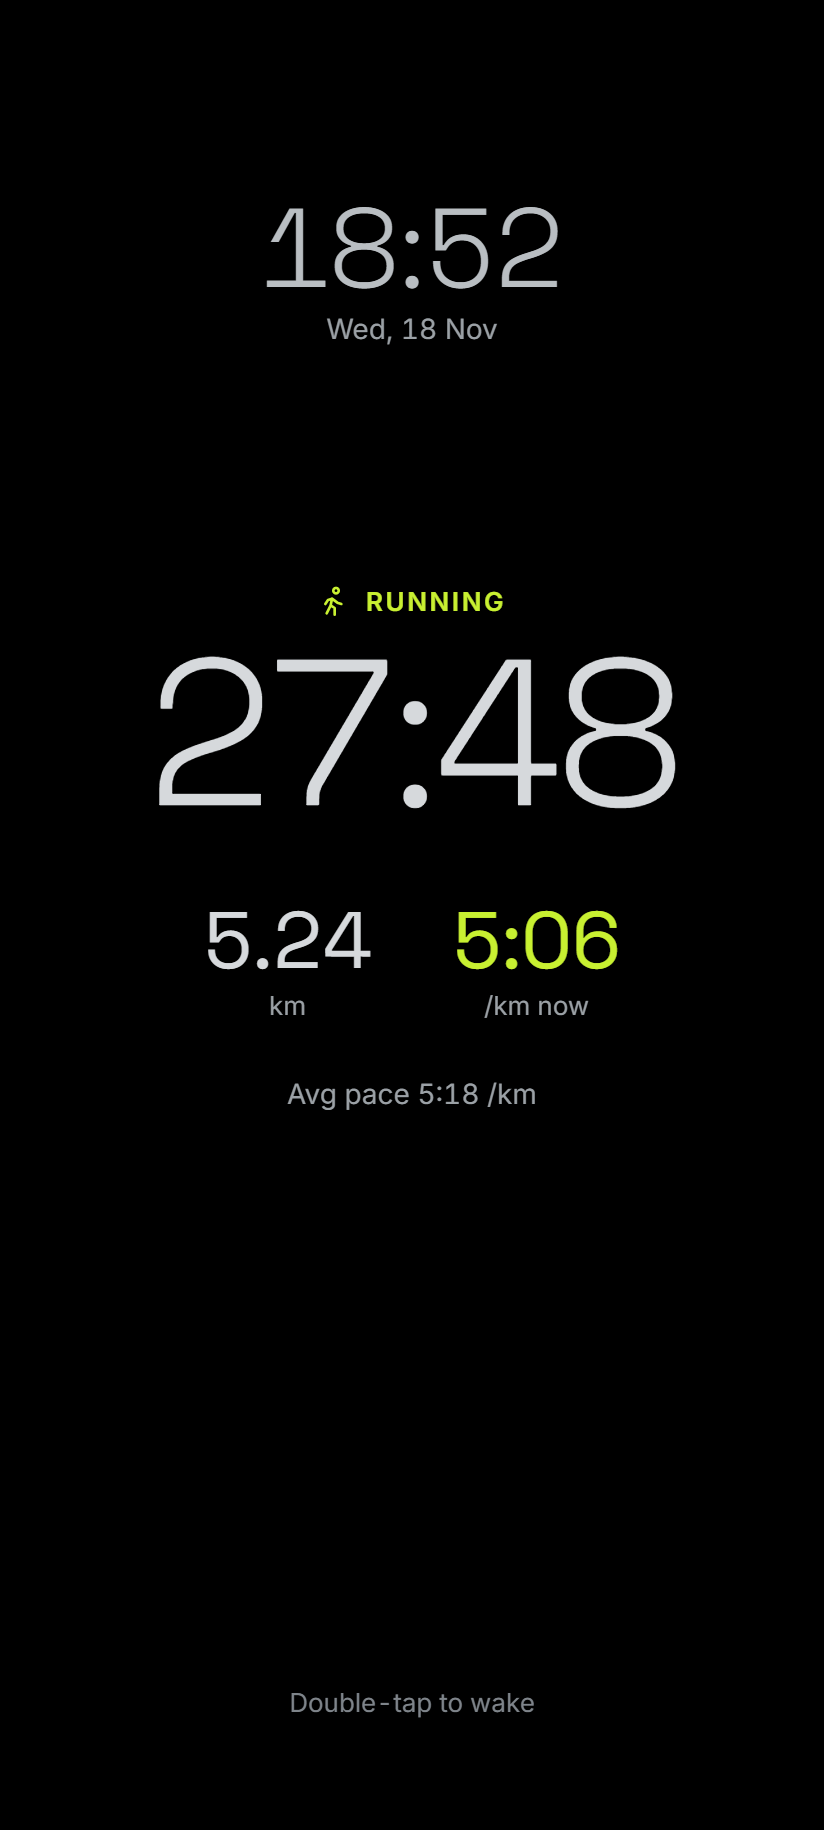 18:52
Wed, 18 Nov
RUNNING
27:48
5.24 5:06
km /km now
Avg pace 5:18 /km
Double-tap to wake